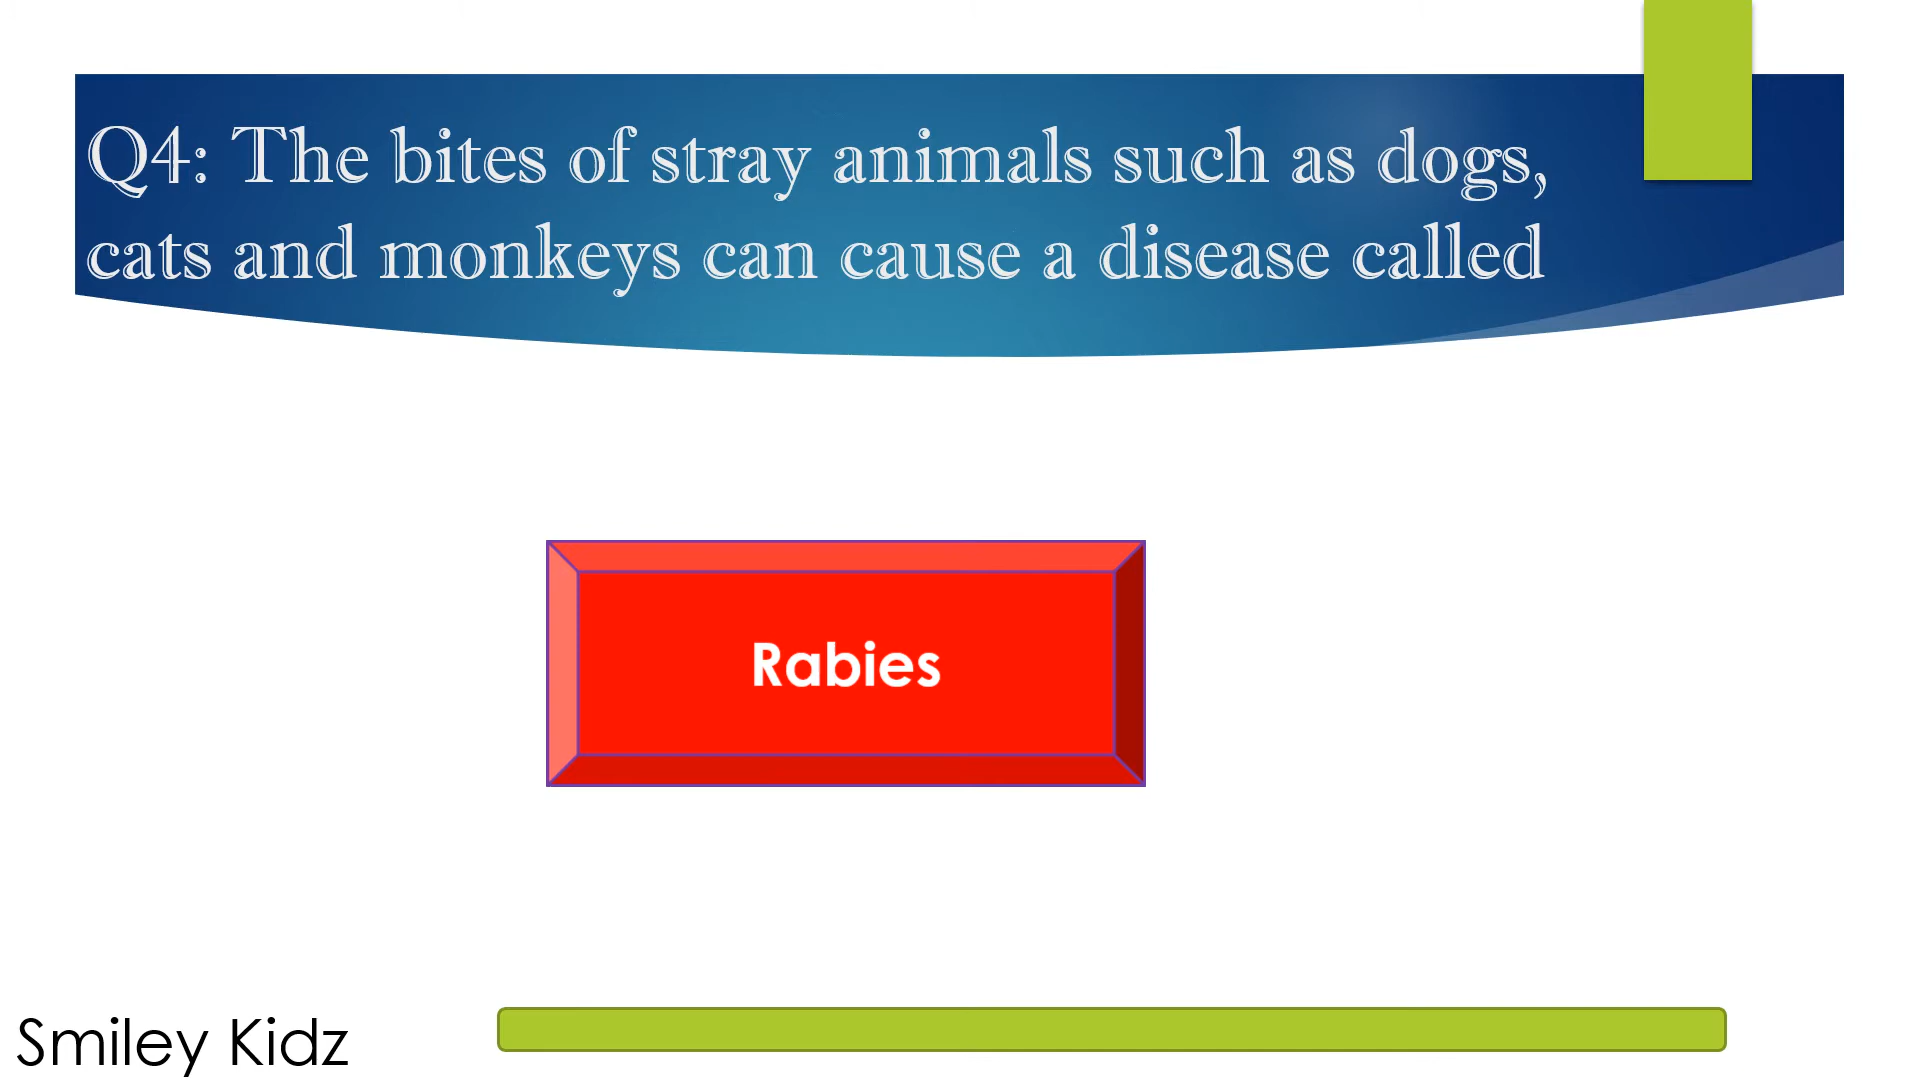 Q4: The bites of stray animals such as dogs,
cats and monkeys can cause a disease called
Rabies
Smiley Kidz